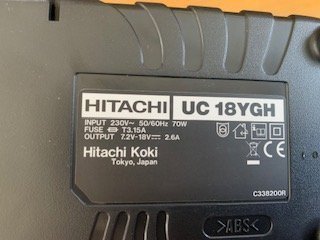 HITACHI UC 18YGH
INPUT 230V~ 50/60Hz 70W
FUSE T3.15A
OUTPUT 7.2V-18V⎓ 2.6A
Hitachi Koki
Tokyo, Japan
CE
C338200R
>ABS<